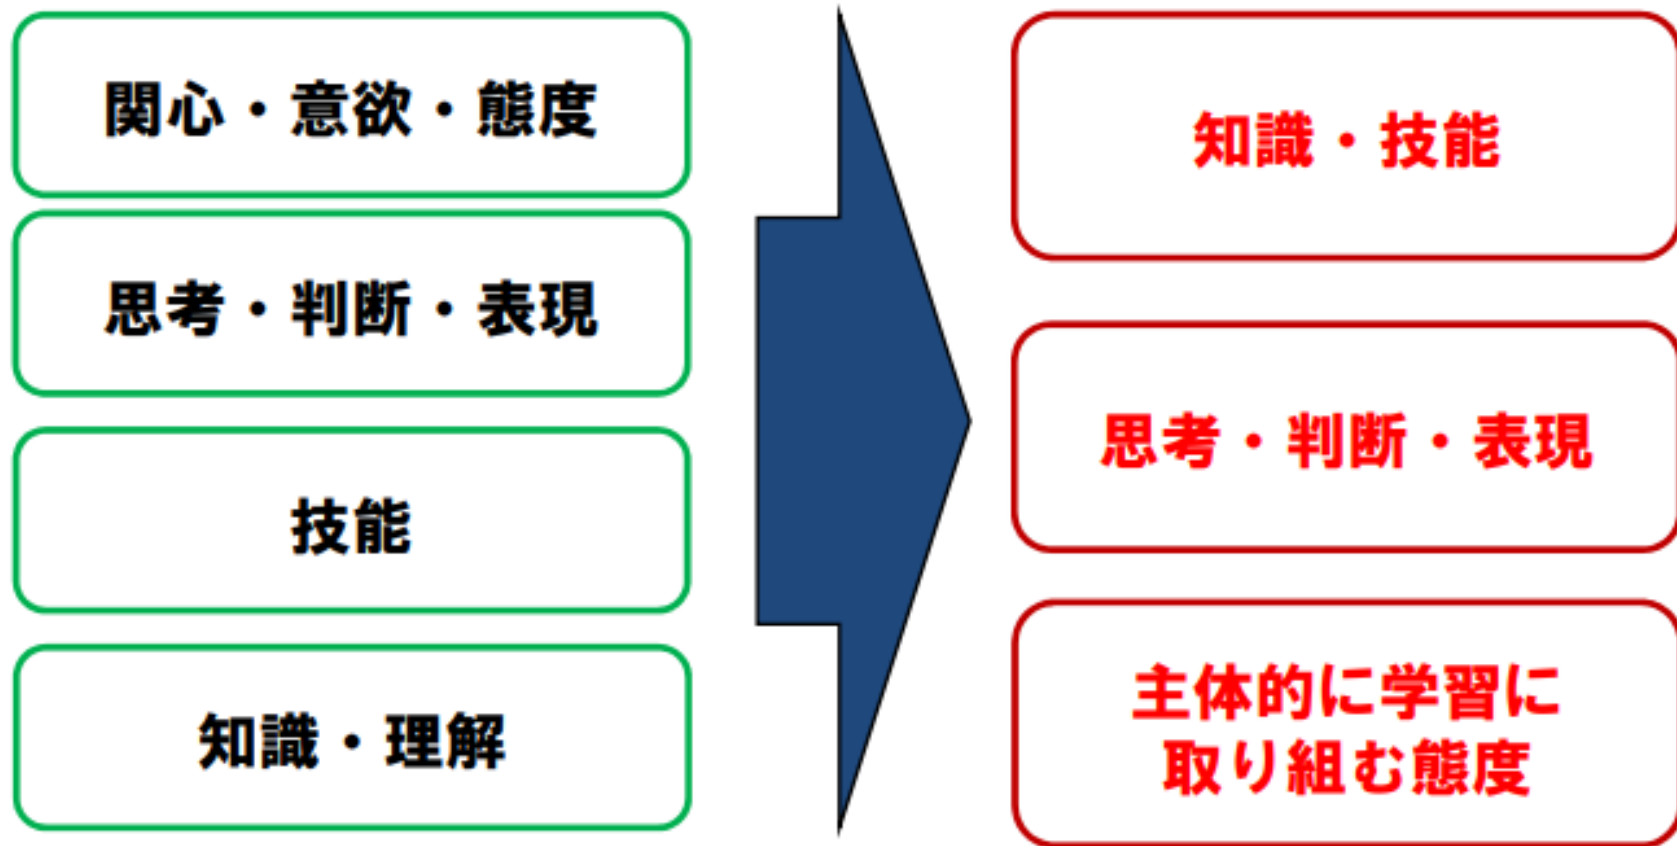 関心・意欲・態度
思考・判断・表現
技能
知識・理解
知識・技能
思考・判断・表現
主体的に学習に
取り組む態度